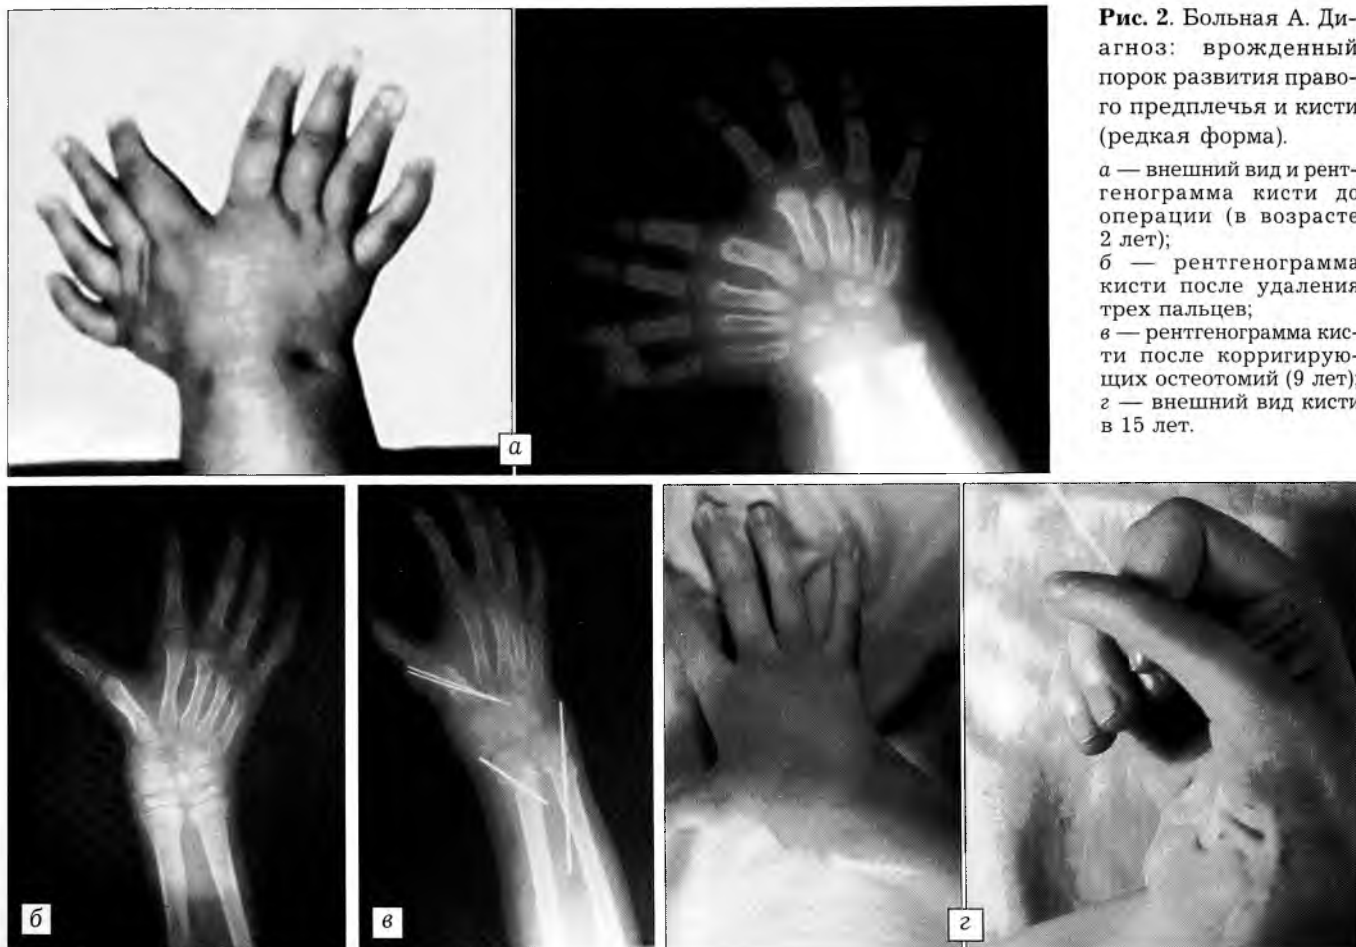 Рис. 2. Больная А. Ди-
агноз: врожденный
порок развития право-
го предплечья и кисти
(редкая форма).
а — внешний вид и рент-
генограмма кисти до
операции (в возрасте
2 лет);
б — рентгенограмма
кисти после удаления
трех пальцев;
в — рентгенограмма кис-
ти после корригирую-
щих остеотомий (9 лет);
г — внешний вид кисти
в 15 лет.
а
б
в
г